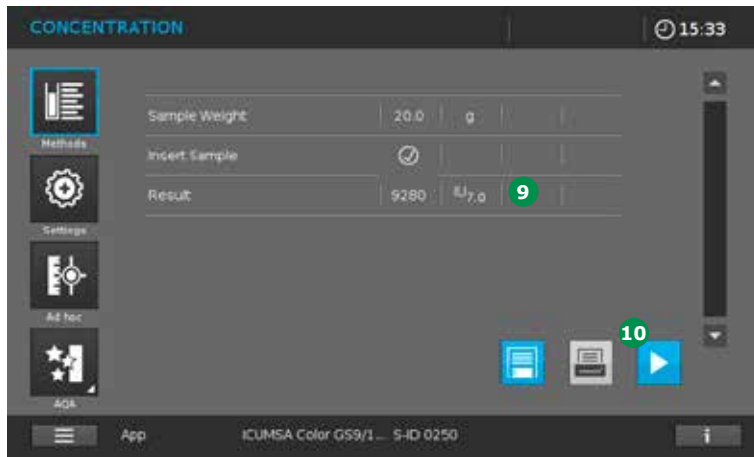 CONCENTRATION 15:33
Methods
Sample Weight 20.0 g
Insert Sample
Result 9280 IU7.0 9
Settings
Ad hoc
10
AQA
App ICUMSA Color GS9/1... S-ID 0250 i